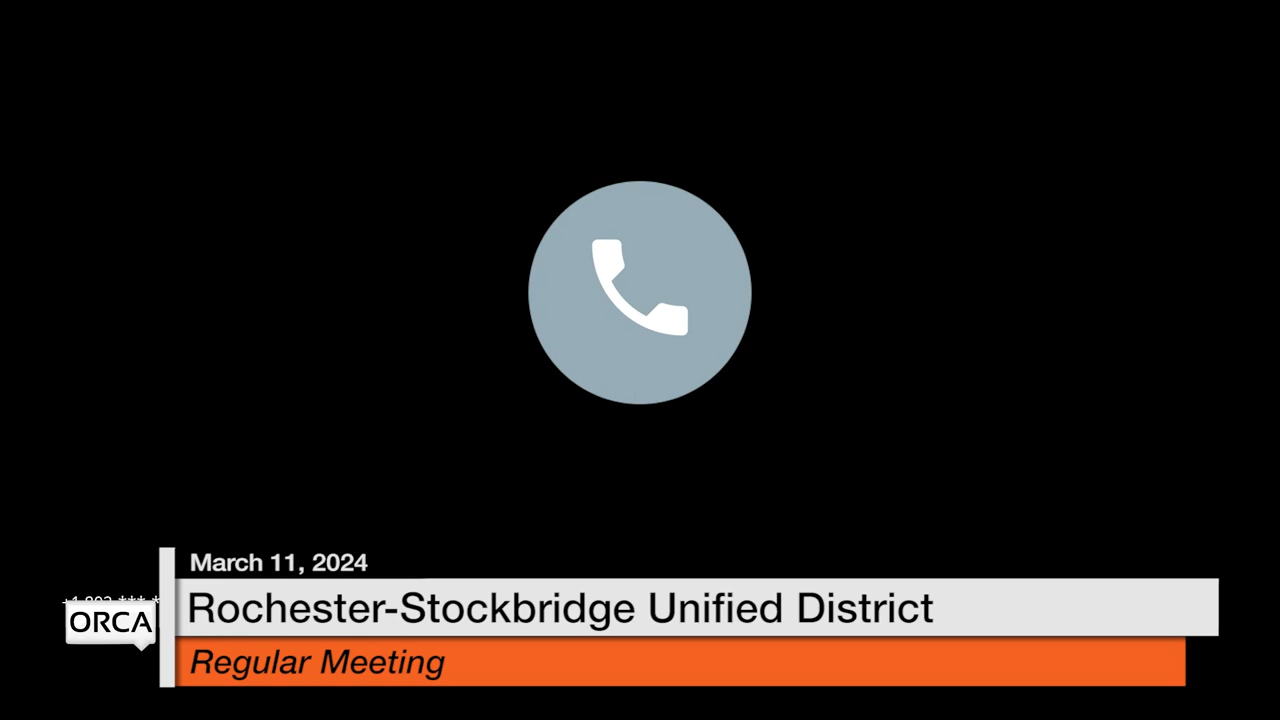 March 11, 2024
Rochester-Stockbridge Unified District
ORCA
Regular Meeting